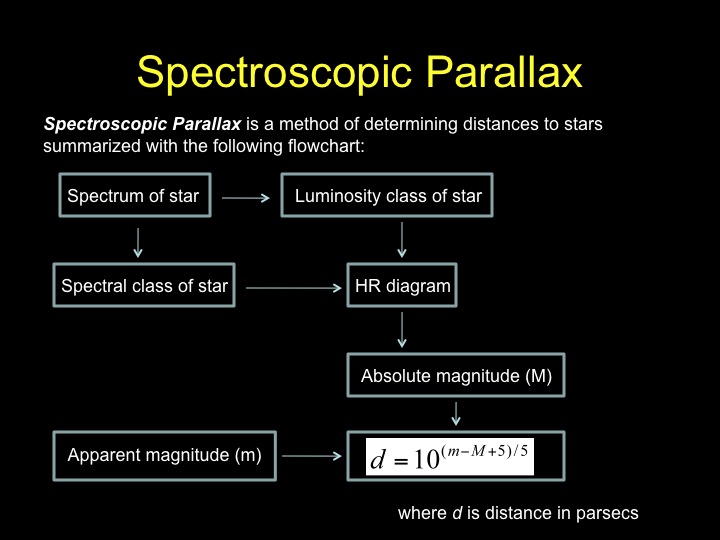 Spectroscopic Parallax
Spectroscopic Parallax is a method of determining distances to stars
summarized with the following flowchart:
Spectrum of star
Luminosity class of star
Spectral class of star
HR diagram
Absolute magnitude (M)
Apparent magnitude (m)
d = 10^(m−M+5)/5
where d is distance in parsecs